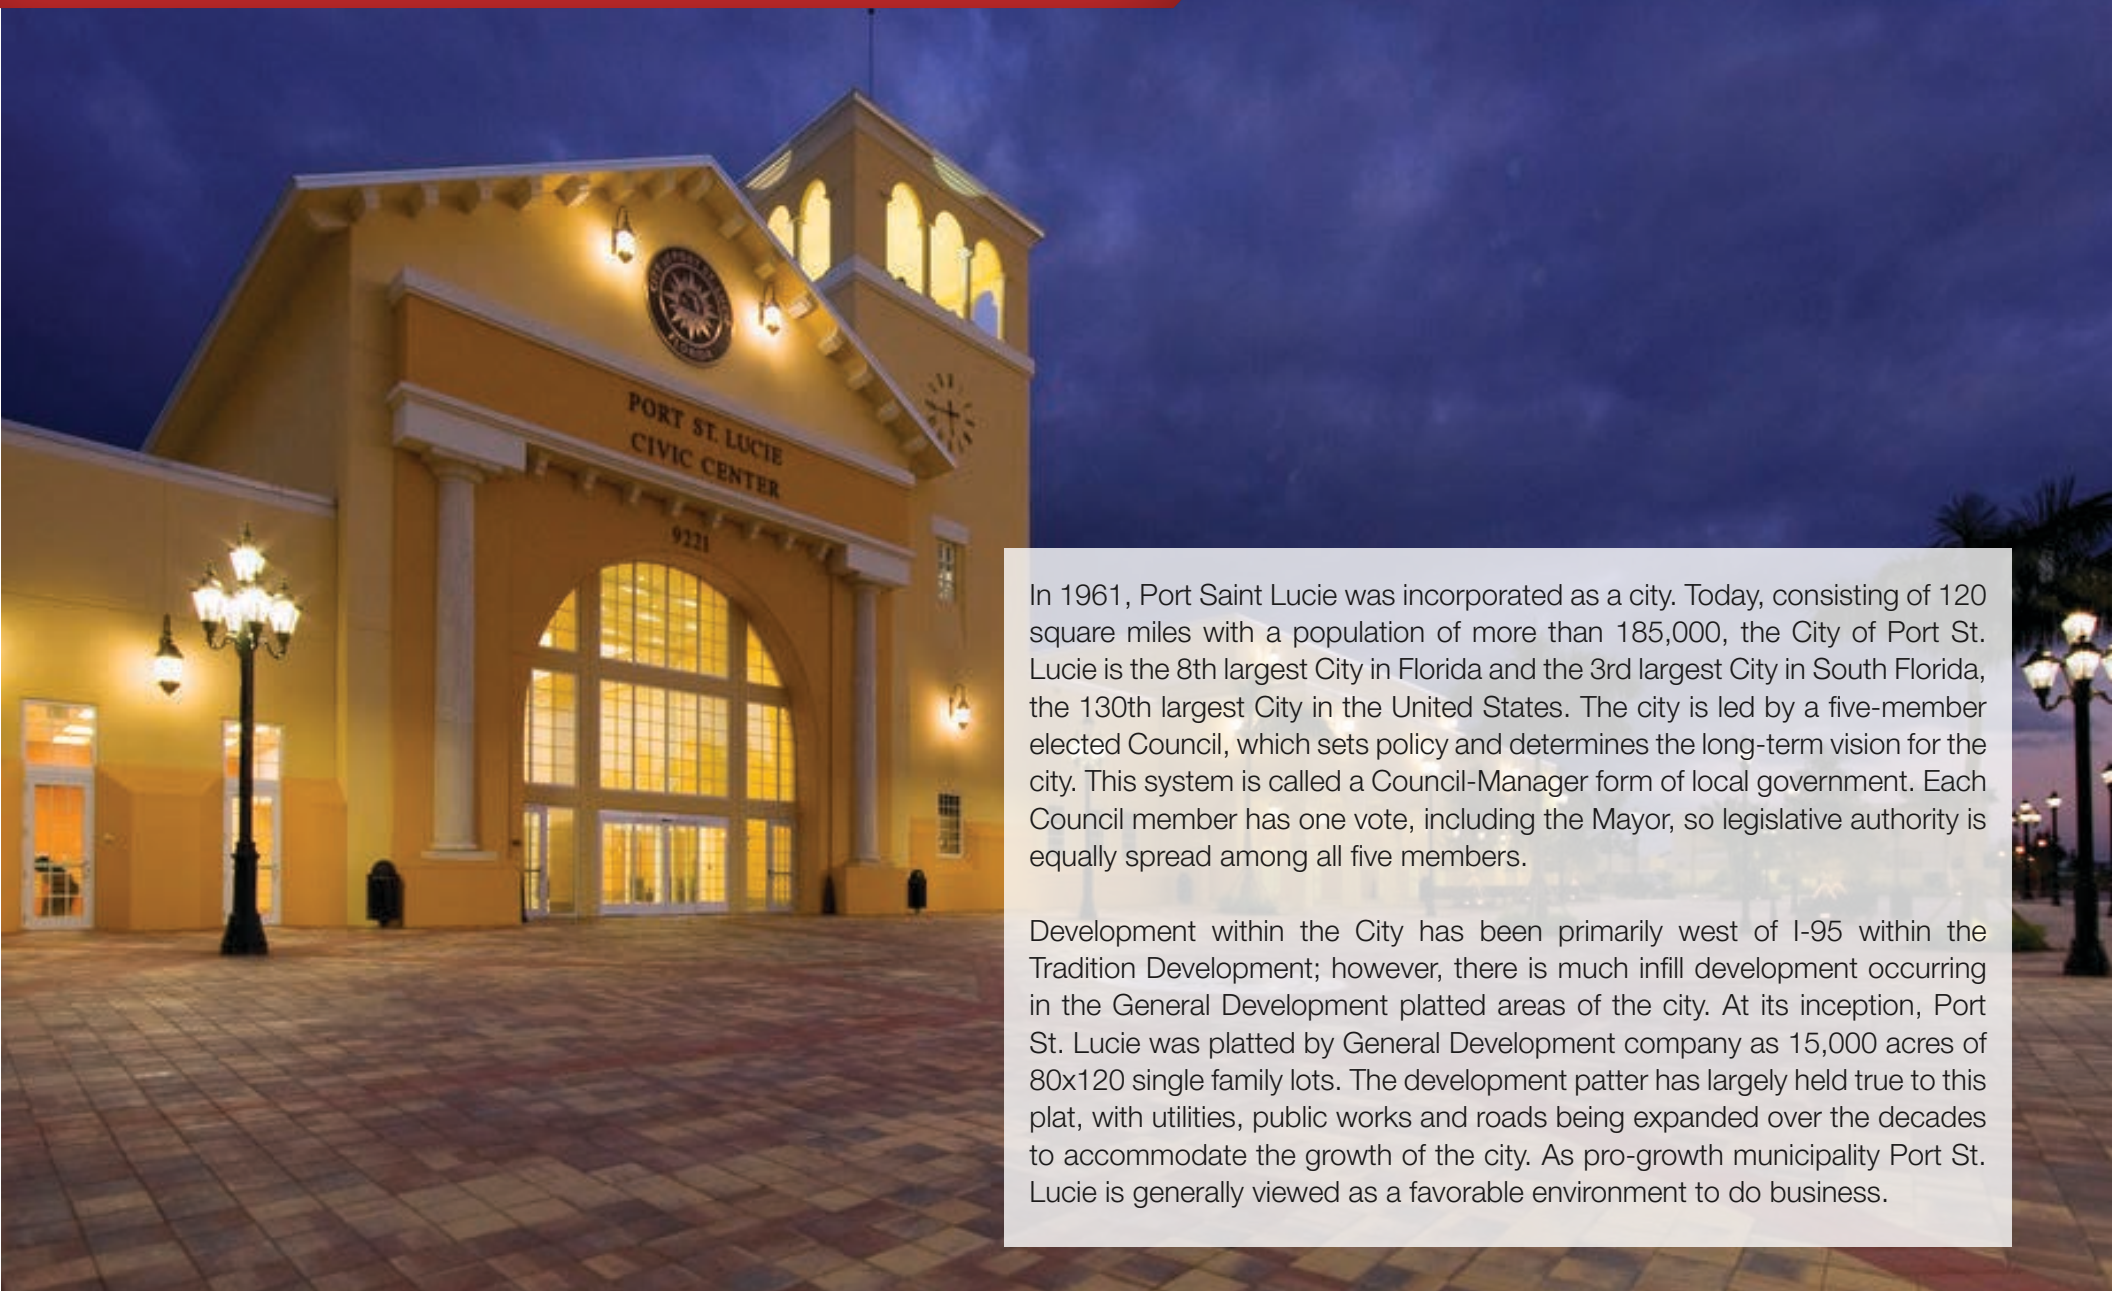 CITY OF PORT ST. LUCIE
FLORIDA
PORT ST. LUCIE
CIVIC CENTER
9221
In 1961, Port Saint Lucie was incorporated as a city. Today, consisting of 120
square miles with a population of more than 185,000, the City of Port St.
Lucie is the 8th largest City in Florida and the 3rd largest City in South Florida,
the 130th largest City in the United States. The city is led by a five-member
elected Council, which sets policy and determines the long-term vision for the
city. This system is called a Council-Manager form of local government. Each
Council member has one vote, including the Mayor, so legislative authority is
equally spread among all five members.
Development within the City has been primarily west of I-95 within the
Tradition Development; however, there is much infill development occurring
in the General Development platted areas of the city. At its inception, Port
St. Lucie was platted by General Development company as 15,000 acres of
80x120 single family lots. The development patter has largely held true to this
plat, with utilities, public works and roads being expanded over the decades
to accommodate the growth of the city. As pro-growth municipality Port St.
Lucie is generally viewed as a favorable environment to do business.